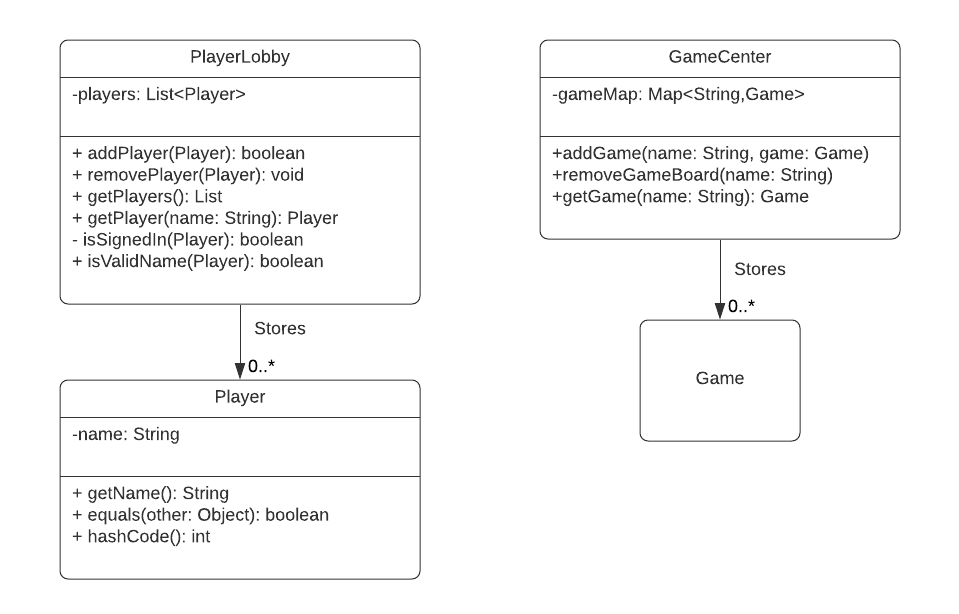 PlayerLobby
-players: List<Player>
+ addPlayer(Player): boolean
+ removePlayer(Player): void
+ getPlayers(): List
+ getPlayer(name: String): Player
- isSignedIn(Player): boolean
+ isValidName(Player): boolean
Stores
0..*
Player
-name: String
+ getName(): String
+ equals(other: Object): boolean
+ hashCode(): int
GameCenter
-gameMap: Map<String,Game>
+addGame(name: String, game: Game)
+removeGameBoard(name: String)
+getGame(name: String): Game
Stores
0..*
Game